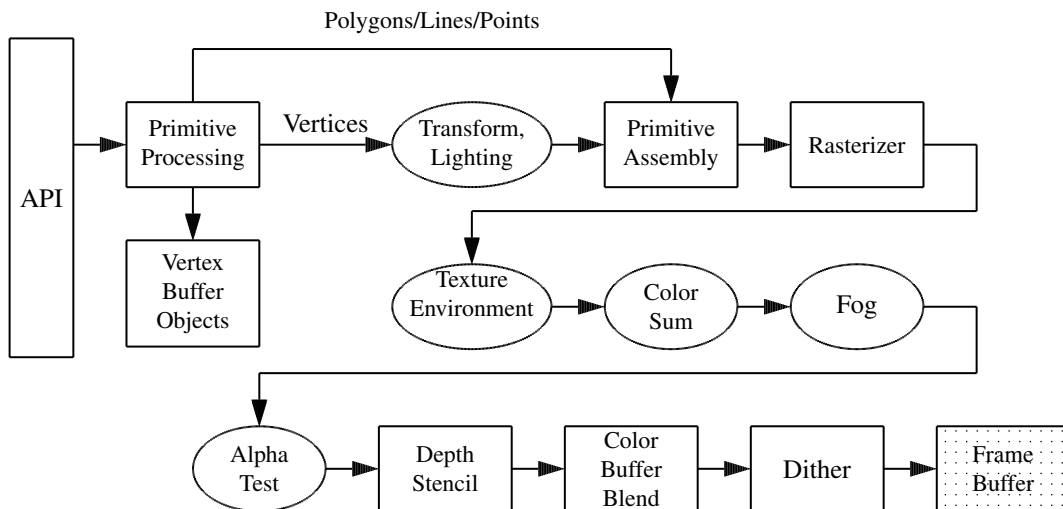 Polygons/Lines/Points
API
Primitive
Processing
Vertices
Transform,
Lighting
Primitive
Assembly
Rasterizer
Vertex
Buffer
Objects
Texture
Environment
Color
Sum
Fog
Alpha
Test
Depth
Stencil
Color
Buffer
Blend
Dither
Frame
Buffer